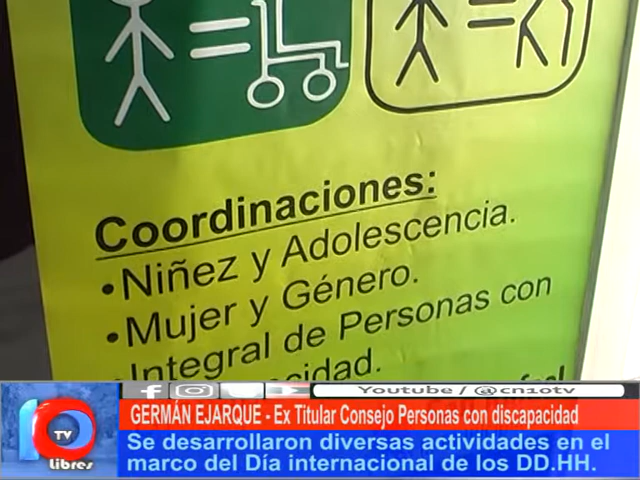 Coordinaciones:
•Niñez y Adolescencia.
•Mujer y Género.
•Integral de Personas con
Youtube / @cn10tv
GERMÁN EJARQUE - Ex Titular Consejo Personas con discapacidad
Se desarrollaron diversas actividades en el
marco del Día internacional de los DD.HH.
TV
libres